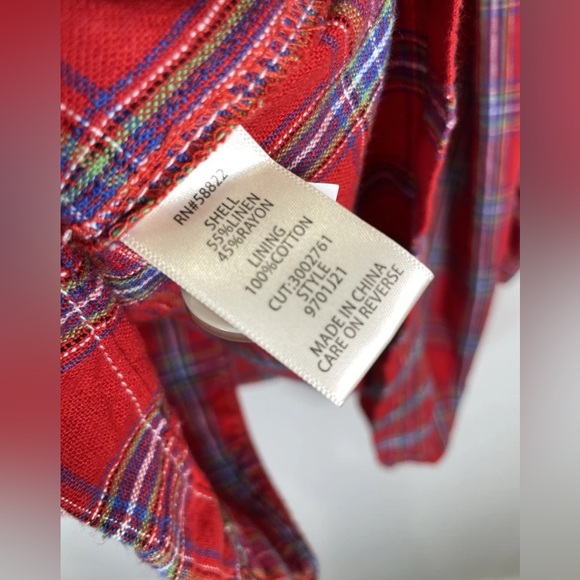 RN#58822
SHELL
55%LINEN
45%RAYON
LINING
100%COTTON
CUT:3002761
STYLE
9701J21
MADE IN CHINA
CARE ON REVERSE